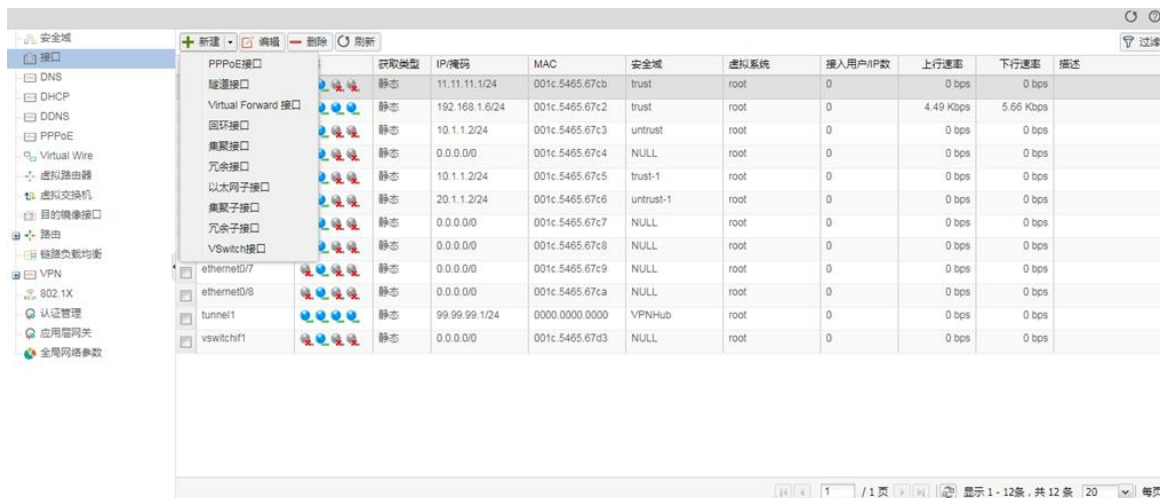 安全域
接口
DNS
DHCP
DDNS
PPPoE
Virtual Wire
虚拟路由器
虚拟交换机
目的镜像接口
路由
链路负载均衡
VPN
802.1X
认证管理
应用层网关
全局网络参数
新建 编辑 删除 刷新 过滤
PPPoE接口
隧道接口
Virtual Forward 接口
回环接口
集聚接口
冗余接口
以太网子接口
集聚子接口
冗余子接口
VSwitch接口
获取类型 IP/掩码 MAC 安全域 虚拟系统 接入用户/IP数 上行速率 下行速率 描述
静态 11.11.11.1/24 001c.5465.67cb trust root 0 0 bps 0 bps
静态 192.168.1.6/24 001c.5465.67c2 trust root 0 4.49 Kbps 5.66 Kbps
静态 10.1.1.2/24 001c.5465.67c3 untrust root 0 0 bps 0 bps
静态 0.0.0.0/0 001c.5465.67c4 NULL root 0 0 bps 0 bps
静态 10.1.1.2/24 001c.5465.67c5 trust-1 root 0 0 bps 0 bps
静态 20.1.1.2/24 001c.5465.67c6 untrust-1 root 0 0 bps 0 bps
静态 0.0.0.0/0 001c.5465.67c7 NULL root 0 0 bps 0 bps
静态 0.0.0.0/0 001c.5465.67c8 NULL root 0 0 bps 0 bps
ethernet0/7 静态 0.0.0.0/0 001c.5465.67c9 NULL root 0 0 bps 0 bps
ethernet0/8 静态 0.0.0.0/0 001c.5465.67ca NULL root 0 0 bps 0 bps
tunnel1 静态 99.99.99.1/24 0000.0000.0000 VPNHub root 0 0 bps 0 bps
vswitchif1 静态 0.0.0.0/0 001c.5465.67d3 NULL root 0 0 bps 0 bps
1 / 1 页 显示 1 - 12条 , 共 12 条 20 每页